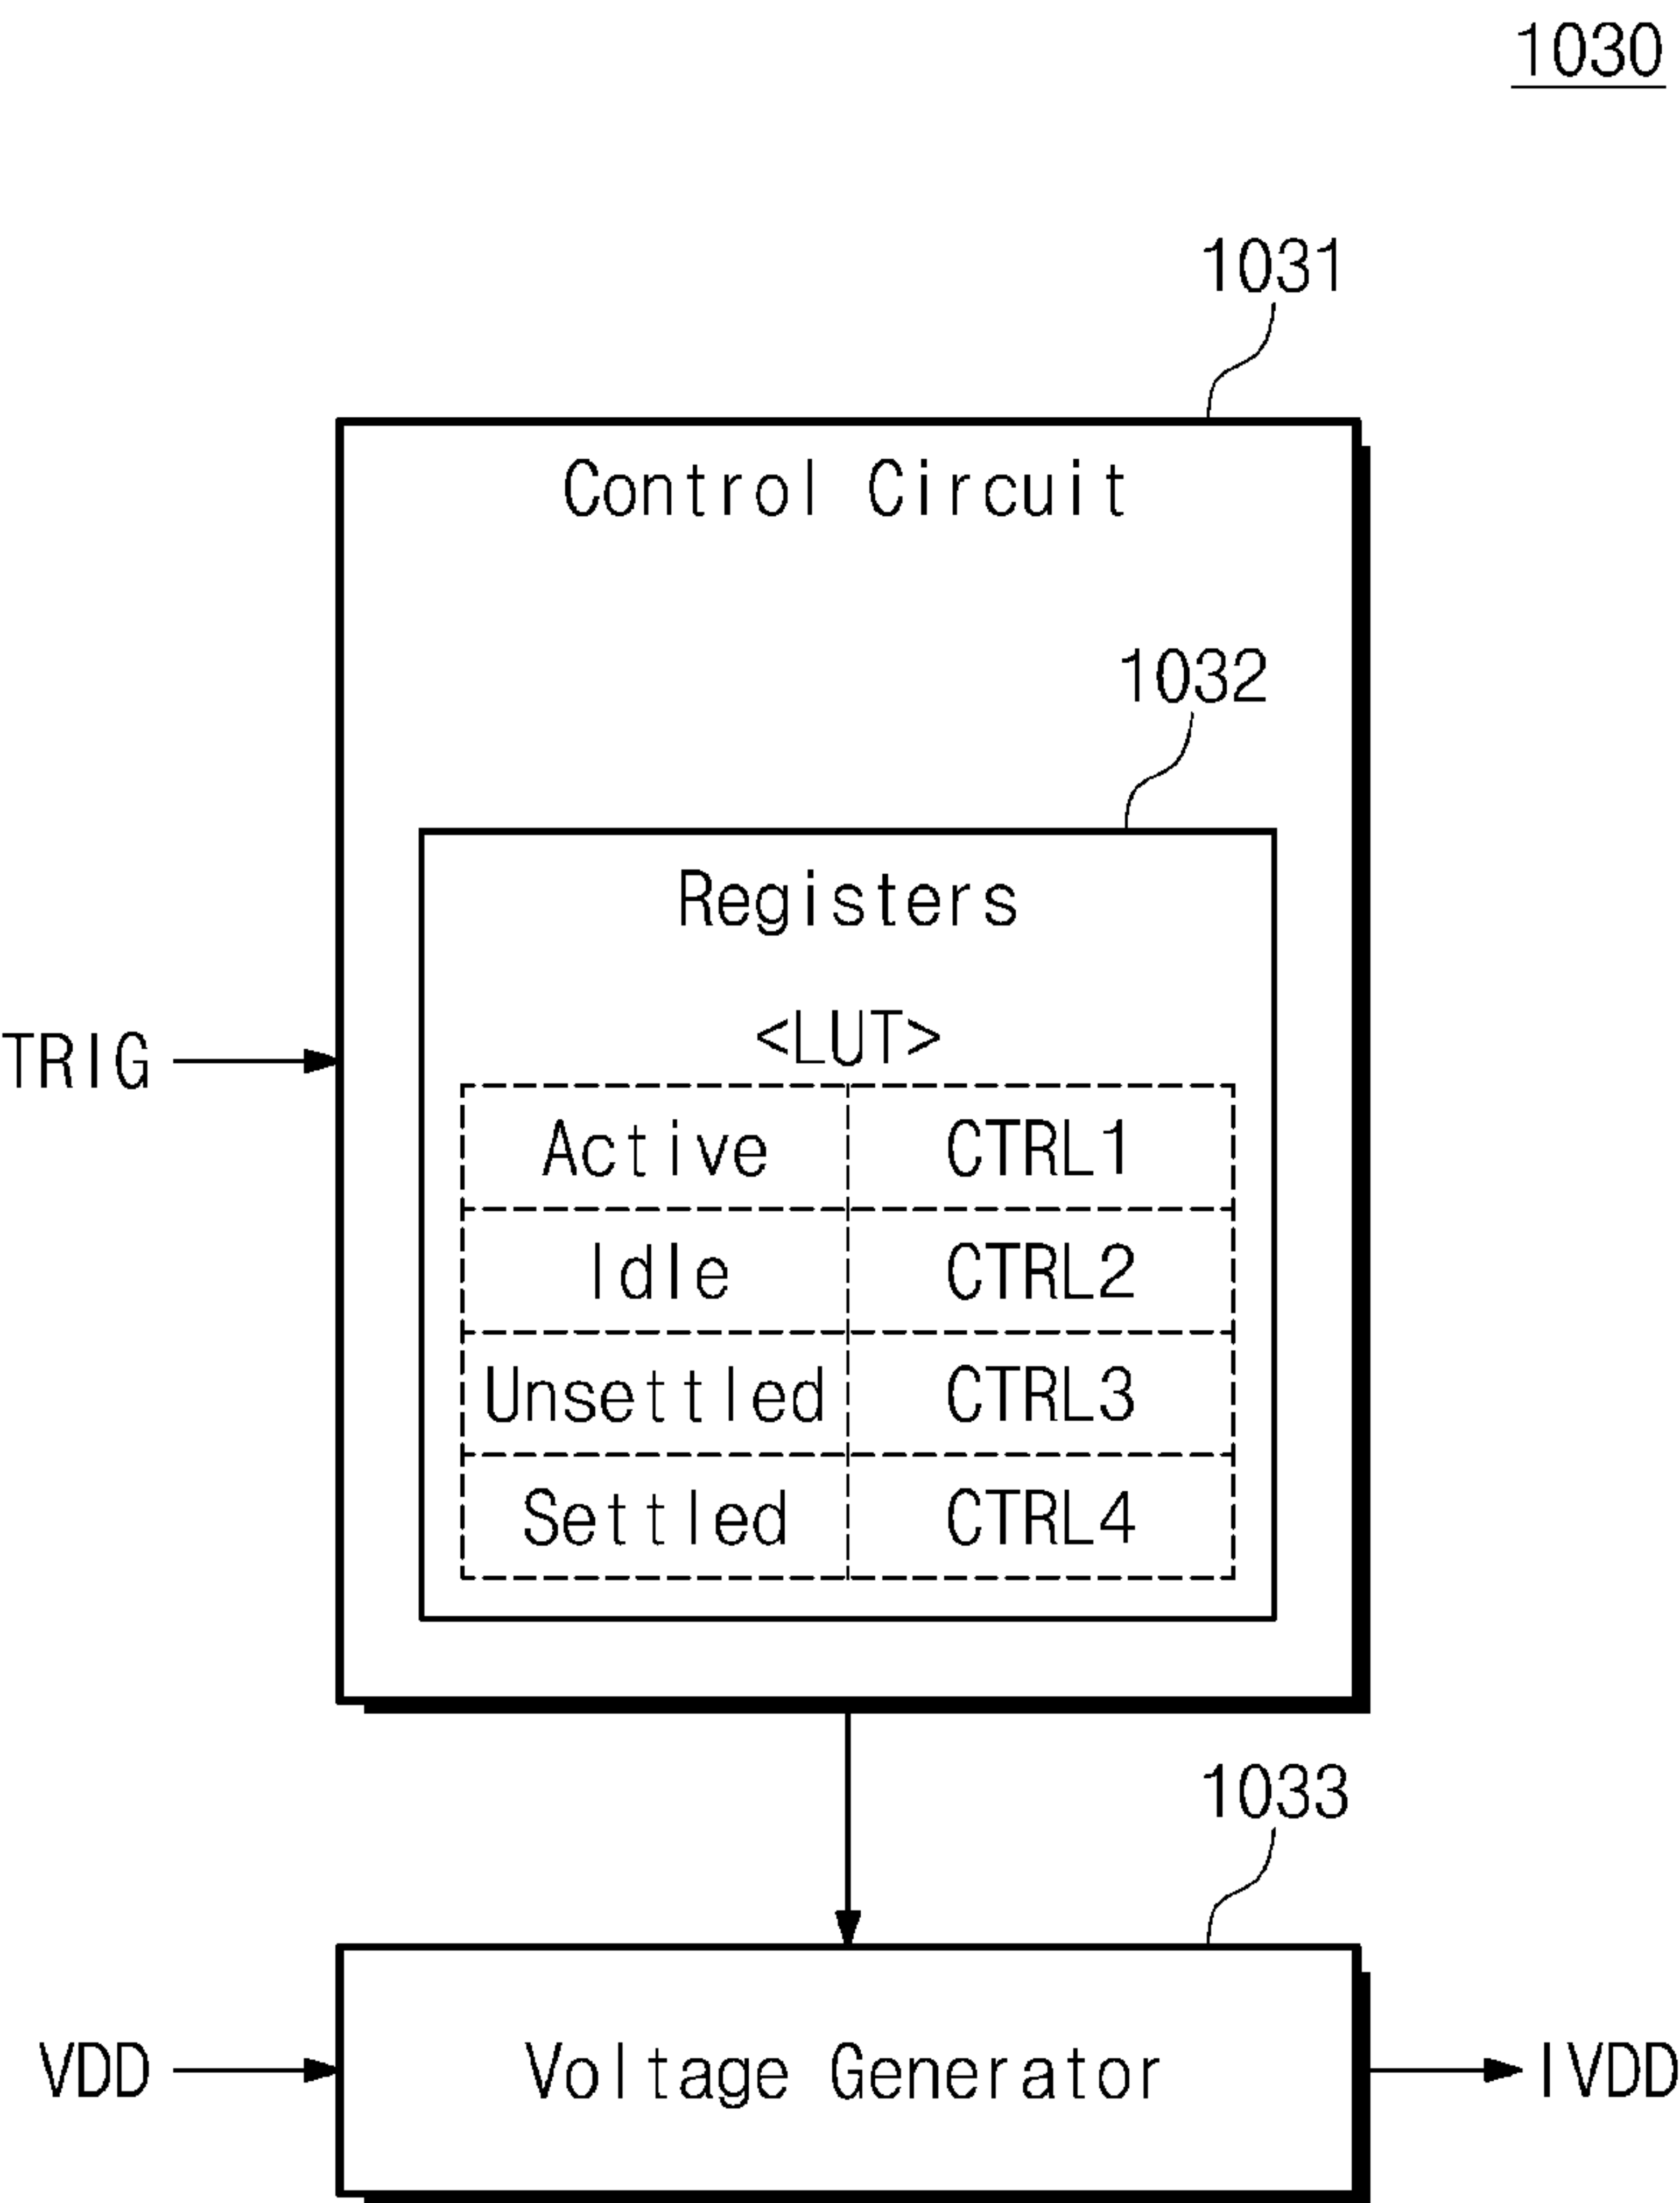 1030
1031
Control Circuit
1032
Registers
<LUT>
TRIG
Active CTRL1
Idle CTRL2
Unsettled CTRL3
Settled CTRL4
1033
VDD Voltage Generator IVDD